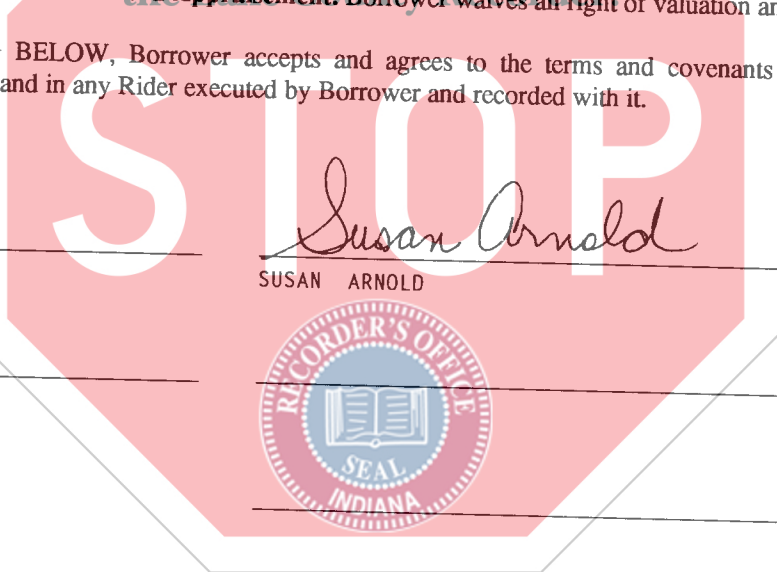 appraisement. Borrower waives all right of valuation an
BELOW, Borrower accepts and agrees to the terms and covenants
and in any Rider executed by Borrower and recorded with it.
STOP
Susan Arnold
SUSAN ARNOLD
RECORDER'S OFFICE
SEAL
INDIANA